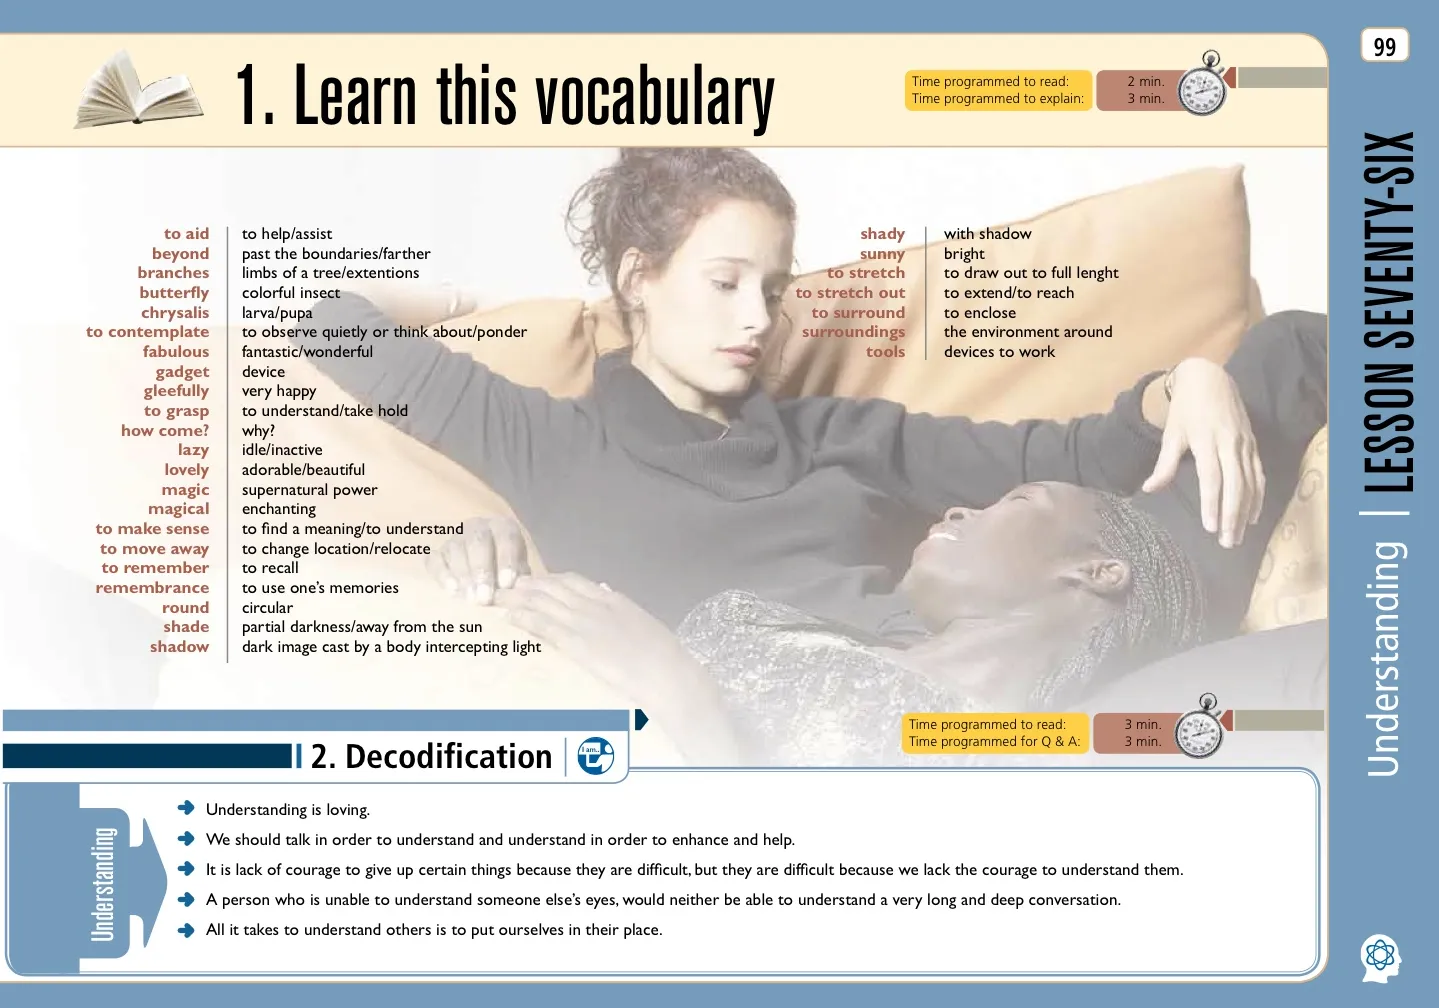 99
1. Learn this vocabulary
Time programmed to read: 2 min.
Time programmed to explain: 3 min.
to aid to help/assist
beyond past the boundaries/farther
branches limbs of a tree/extentions
butterfly colorful insect
chrysalis larva/pupa
to contemplate to observe quietly or think about/ponder
fabulous fantastic/wonderful
gadget device
gleefully very happy
to grasp to understand/take hold
how come? why?
lazy idle/inactive
lovely adorable/beautiful
magic supernatural power
magical enchanting
to make sense to find a meaning/to understand
to move away to change location/relocate
to remember to recall
remembrance to use one's memories
round circular
shade partial darkness/away from the sun
shadow dark image cast by a body intercepting light
shady with shadow
sunny bright
to stretch to draw out to full lenght
to stretch out to extend/to reach
to surround to enclose
surroundings the environment around
tools devices to work
2. Decodification
I am...
Time programmed to read: 3 min.
Time programmed for Q & A: 3 min.
Understanding
Understanding is loving.
We should talk in order to understand and understand in order to enhance and help.
It is lack of courage to give up certain things because they are difficult, but they are difficult because we lack the courage to understand them.
A person who is unable to understand someone else's eyes, would neither be able to understand a very long and deep conversation.
All it takes to understand others is to put ourselves in their place.
Understanding | LESSON SEVENTY-SIX